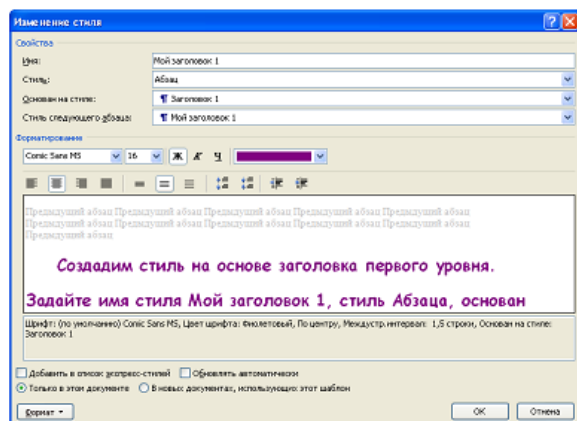 Изменение стиля
Свойства
Имя: Мой заголовок 1
Стиль: Абзац
Основан на стиле: ¶ Заголовок 1
Стиль следующего абзаца: ¶ Мой заголовок 1
Форматирование
Comic Sans MS 16 Ж К Ч
Предыдущий абзац Предыдущий абзац Предыдущий абзац Предыдущий абзац
Предыдущий абзац Предыдущий абзац Предыдущий абзац Предыдущий абзац
Предыдущий абзац
Создадим стиль на основе заголовка первого уровня.
Задайте имя стиля Мой заголовок 1, стиль Абзаца, основан
Шрифт: (по умолчанию) Comic Sans MS, Цвет шрифта: Фиолетовый, По центру, Междустр.интервал: 1,5 строки, Основан на стиле:
Заголовок 1
Добавить в список экспресс-стилей Обновлять автоматически
Только в этом документе В новых документах, использующих этот шаблон
Формат OK Отмена